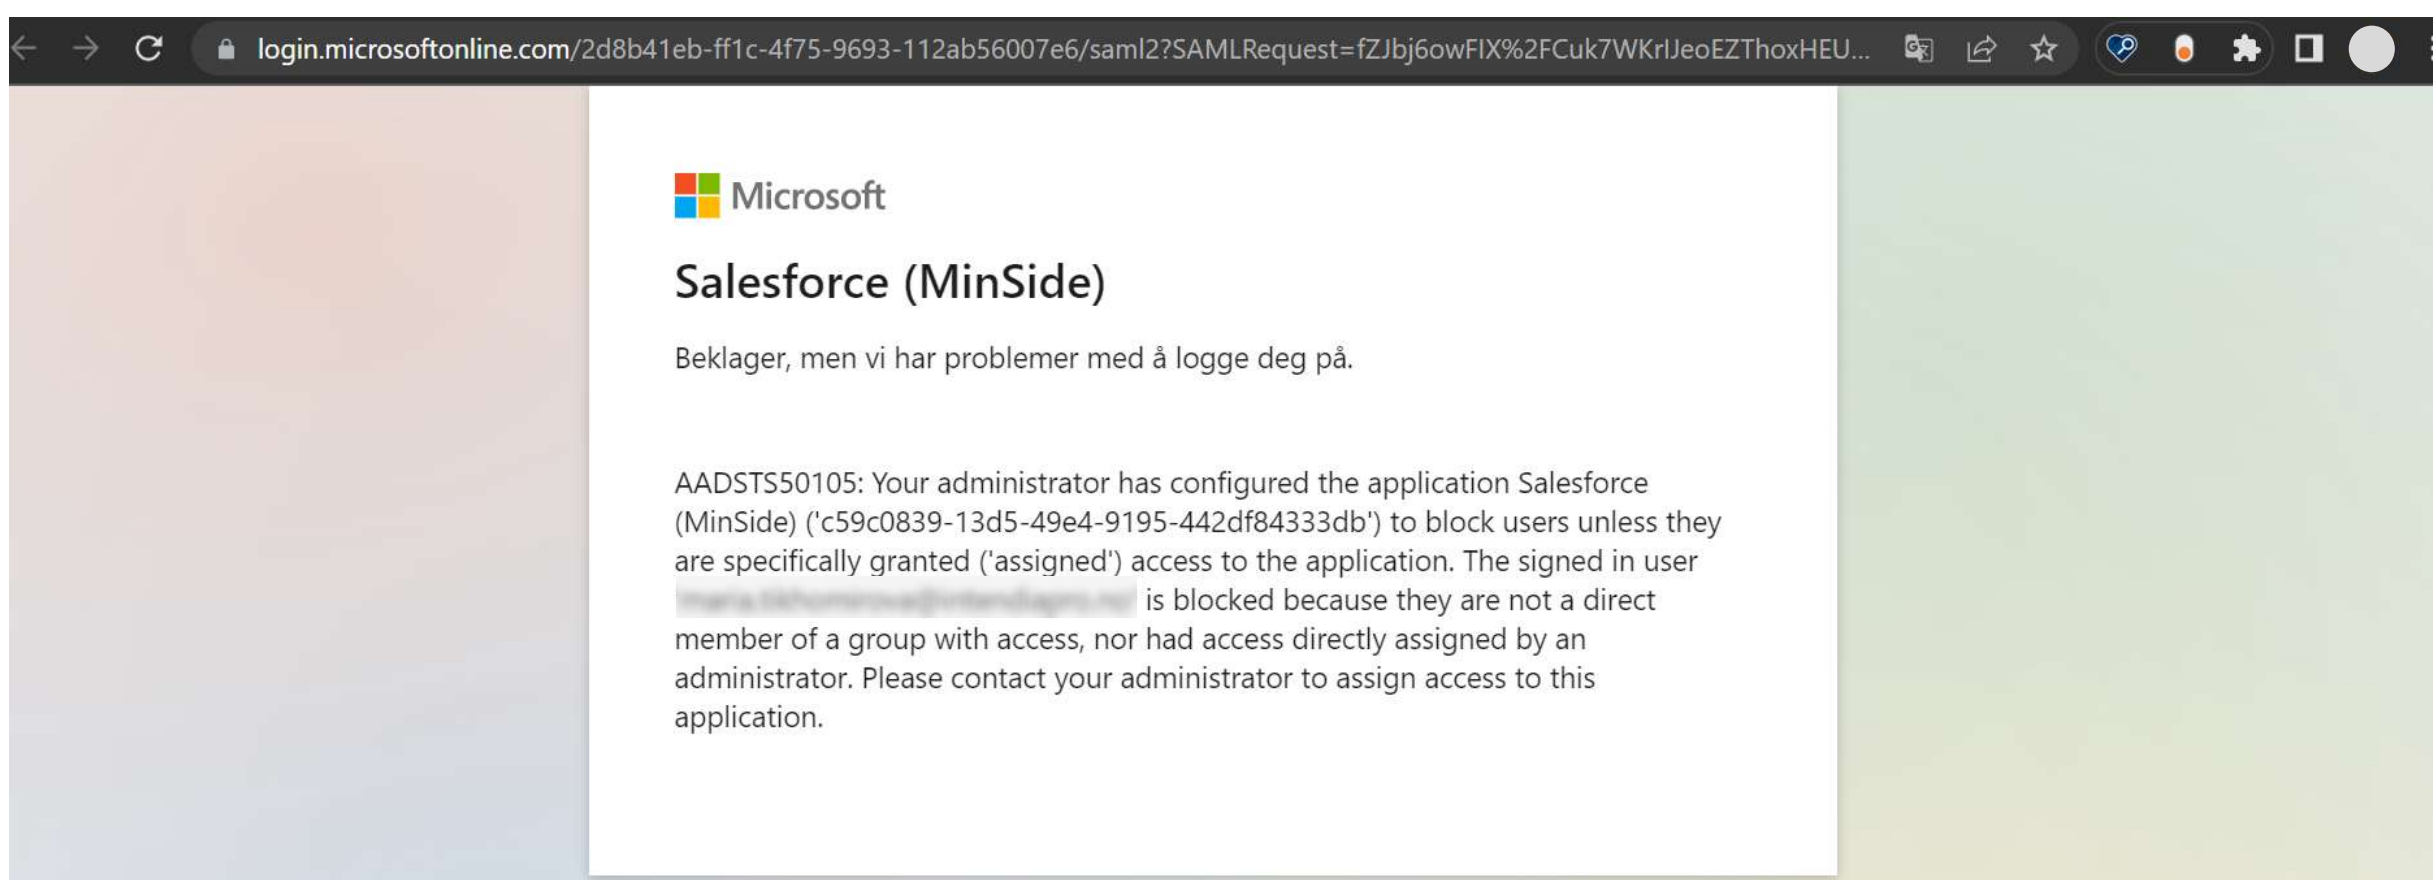 login.microsoftonline.com/2d8b41eb-ff1c-4f75-9693-112ab56007e6/saml2?SAMLRequest=fZJbj6owFIX%2FCuk7WKrIJeoEZThoxHEU...
Microsoft
Salesforce (MinSide)
Beklager, men vi har problemer med å logge deg på.
AADSTS50105: Your administrator has configured the application Salesforce
(MinSide) ('c59c0839-13d5-49e4-9195-442df84333db') to block users unless they
are specifically granted ('assigned') access to the application. The signed in user
is blocked because they are not a direct
member of a group with access, nor had access directly assigned by an
administrator. Please contact your administrator to assign access to this
application.